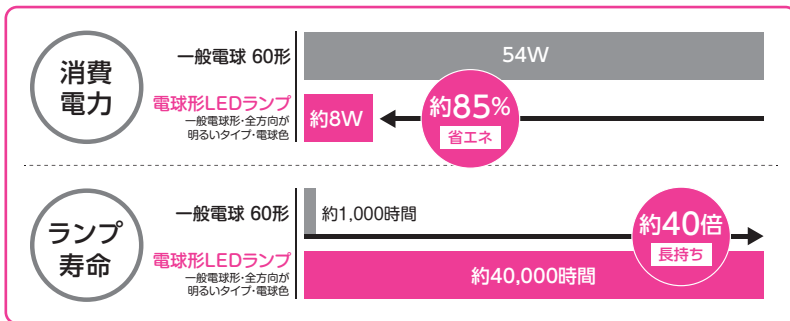 消費
電力
一般電球 60形
54W
電球形LEDランプ
一般電球形・全方向が
明るいタイプ・電球色
約8W
約85%
省エネ
ランプ
寿命
一般電球 60形
約1,000時間
電球形LEDランプ
一般電球形・全方向が
明るいタイプ・電球色
約40,000時間
約40倍
長持ち